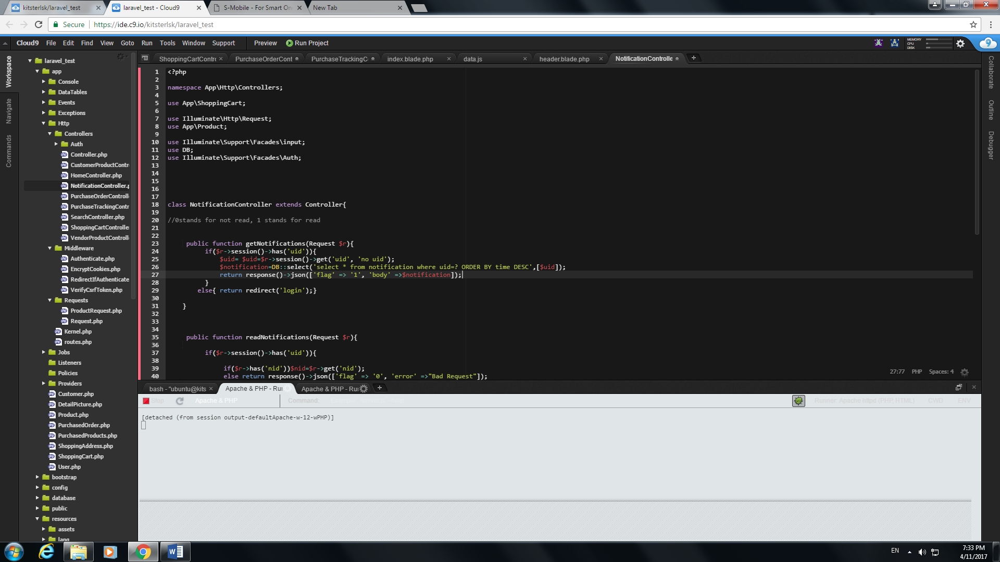 kitsterlsk/laravel_test
laravel_test - Cloud9
S-Mobile - For Smart On
New Tab
Secure
https://ide.c9.io/kitsterlsk/laravel_test
Cloud9 File Edit Find View Goto Run Tools Window Support Preview Run Project
MEMORY
CPU
DISK
Workspace
Navigate
Commands
Collaborate
Outline
Debugger
laravel_test
app
Console
DataTables
Events
Exceptions
Http
Controllers
Auth
Controller.php
CustomerProductContr
HomeController.php
NotificationController.p
PurchaseOrderControll
PurchaseTrackingContr
SearchController.php
ShoppingCartControlle
VendorProductControll
Middleware
Authenticate.php
EncryptCookies.php
RedirectIfAuthenticate
VerifyCsrfToken.php
Requests
ProductRequest.php
Request.php
Kernel.php
routes.php
Jobs
Listeners
Policies
Providers
Customer.php
DetailPicture.php
Product.php
PurchasedOrder.php
PurchasedProducts.php
ShoppingAddress.php
ShoppingCart.php
User.php
bootstrap
config
database
public
resources
assets
lang
ShoppingCartContro
PurchaseOrderCont
PurchaseTrackingC
index.blade.php
data.js
header.blade.php
NotificationControlle
1 <?php
2
3 namespace App\Http\Controllers;
4
5 use App\ShoppingCart;
6
7 use Illuminate\Http\Request;
8 use App\Product;
9
10 use Illuminate\Support\Facades\input;
11 use DB;
12 use Illuminate\Support\Facades\Auth;
13
14
15
16
17
18 class NotificationController extends Controller{
19
20 //0stands for not read, 1 stands for read
21
22
23 public function getNotifications(Request $r){
24 if($r->session()->has('uid')){
25 $uid= $uid=$r->session()->get('uid', 'no uid');
26 $notification=DB::select('select * from notification where uid=? ORDER BY time DESC',[$uid]);
27 return response()->json(['flag' => '1', 'body' =>$notification]);
28 }
29 else{ return redirect('login');}
30
31 }
32
33
34
35 public function readNotifications(Request $r){
36
37 if($r->session()->has('uid')){
38
39 if($r->has('nid'))$nid=$r->get('nid');
40 else return response()->json(['flag' => '0', 'error' =>"Bad Request"]);
27:77 PHP Spaces: 4
bash - "ubuntu@kits
Apache & PHP - Run
Apache & PHP - Run
Stop
Apache & PHP
Command:
Runner: Apache httpd (PHP, HTML)
CWD
ENV
[detached (from session output-defaultApache-w-12-wPHP)]
EN
7:33 PM
4/11/2017